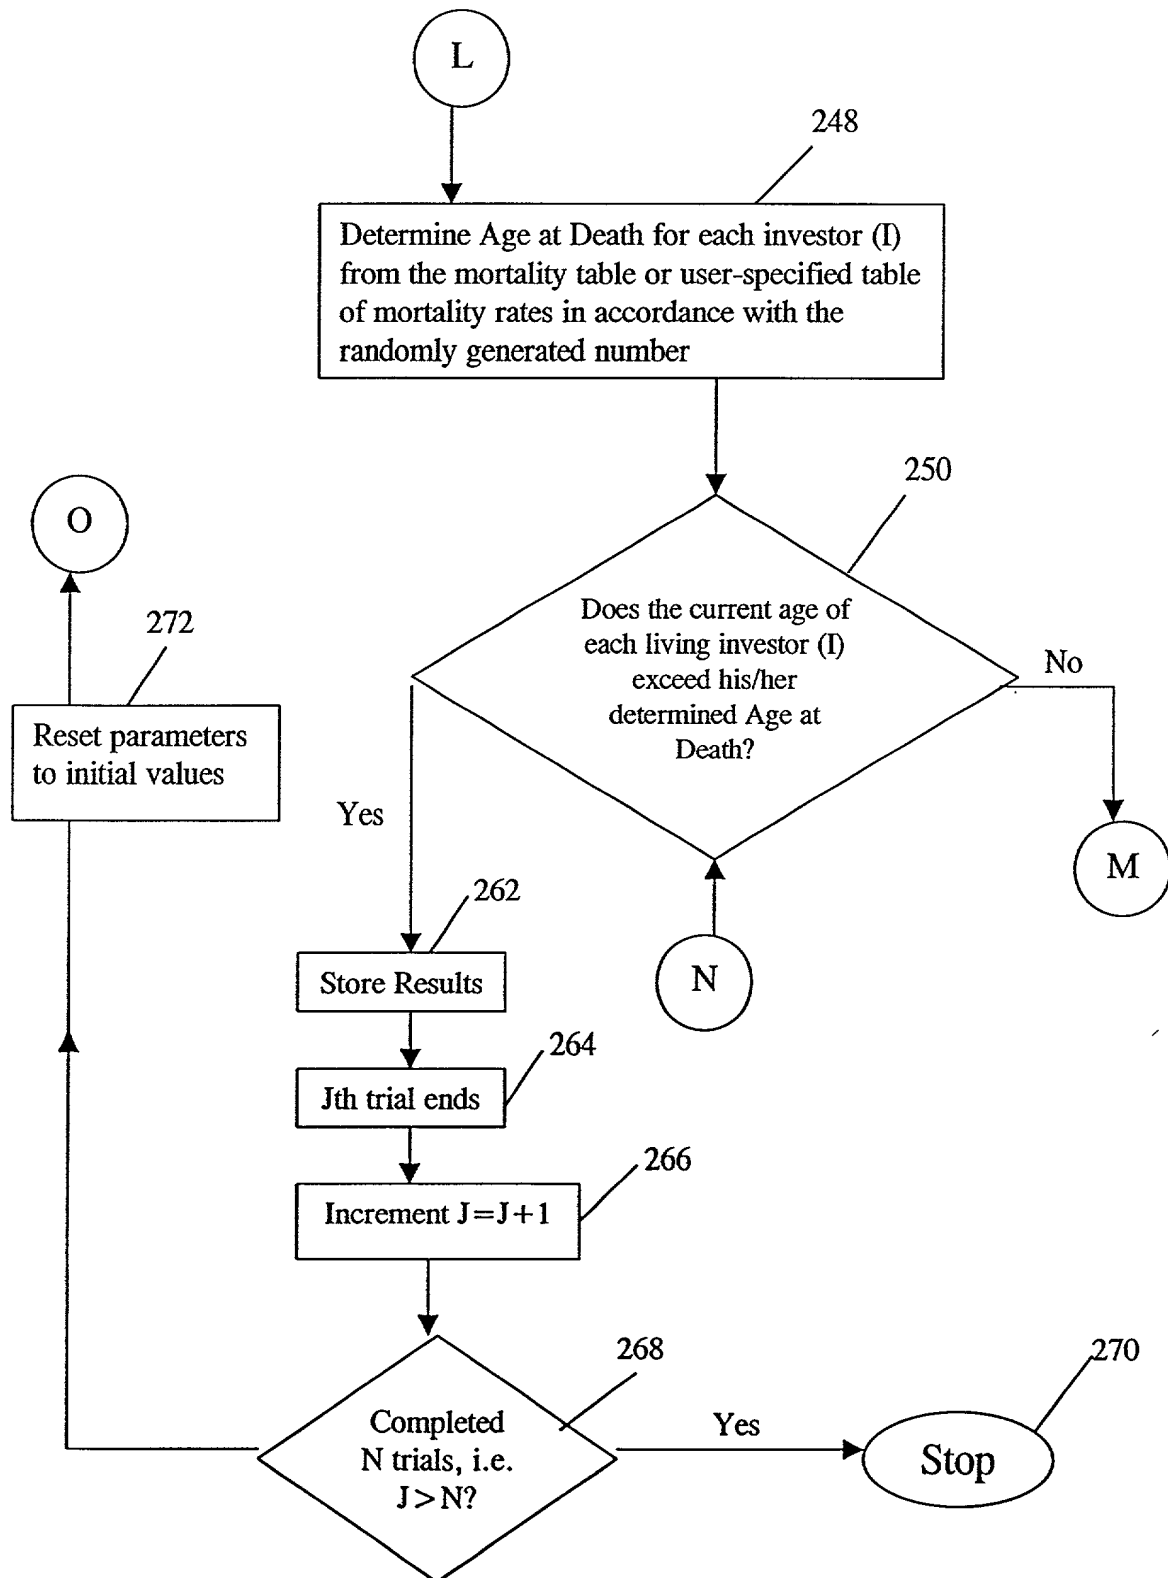 L
248
Determine Age at Death for each investor (I)
from the mortality table or user-specified table
of mortality rates in accordance with the
randomly generated number
250
O
Does the current age of
each living investor (I)
exceed his/her
determined Age at
Death?
No
272
Reset parameters
to initial values
Yes
M
262
N
Store Results
264
Jth trial ends
266
Increment J=J+1
268
270
Completed
N trials, i.e.
J>N?
Yes
Stop